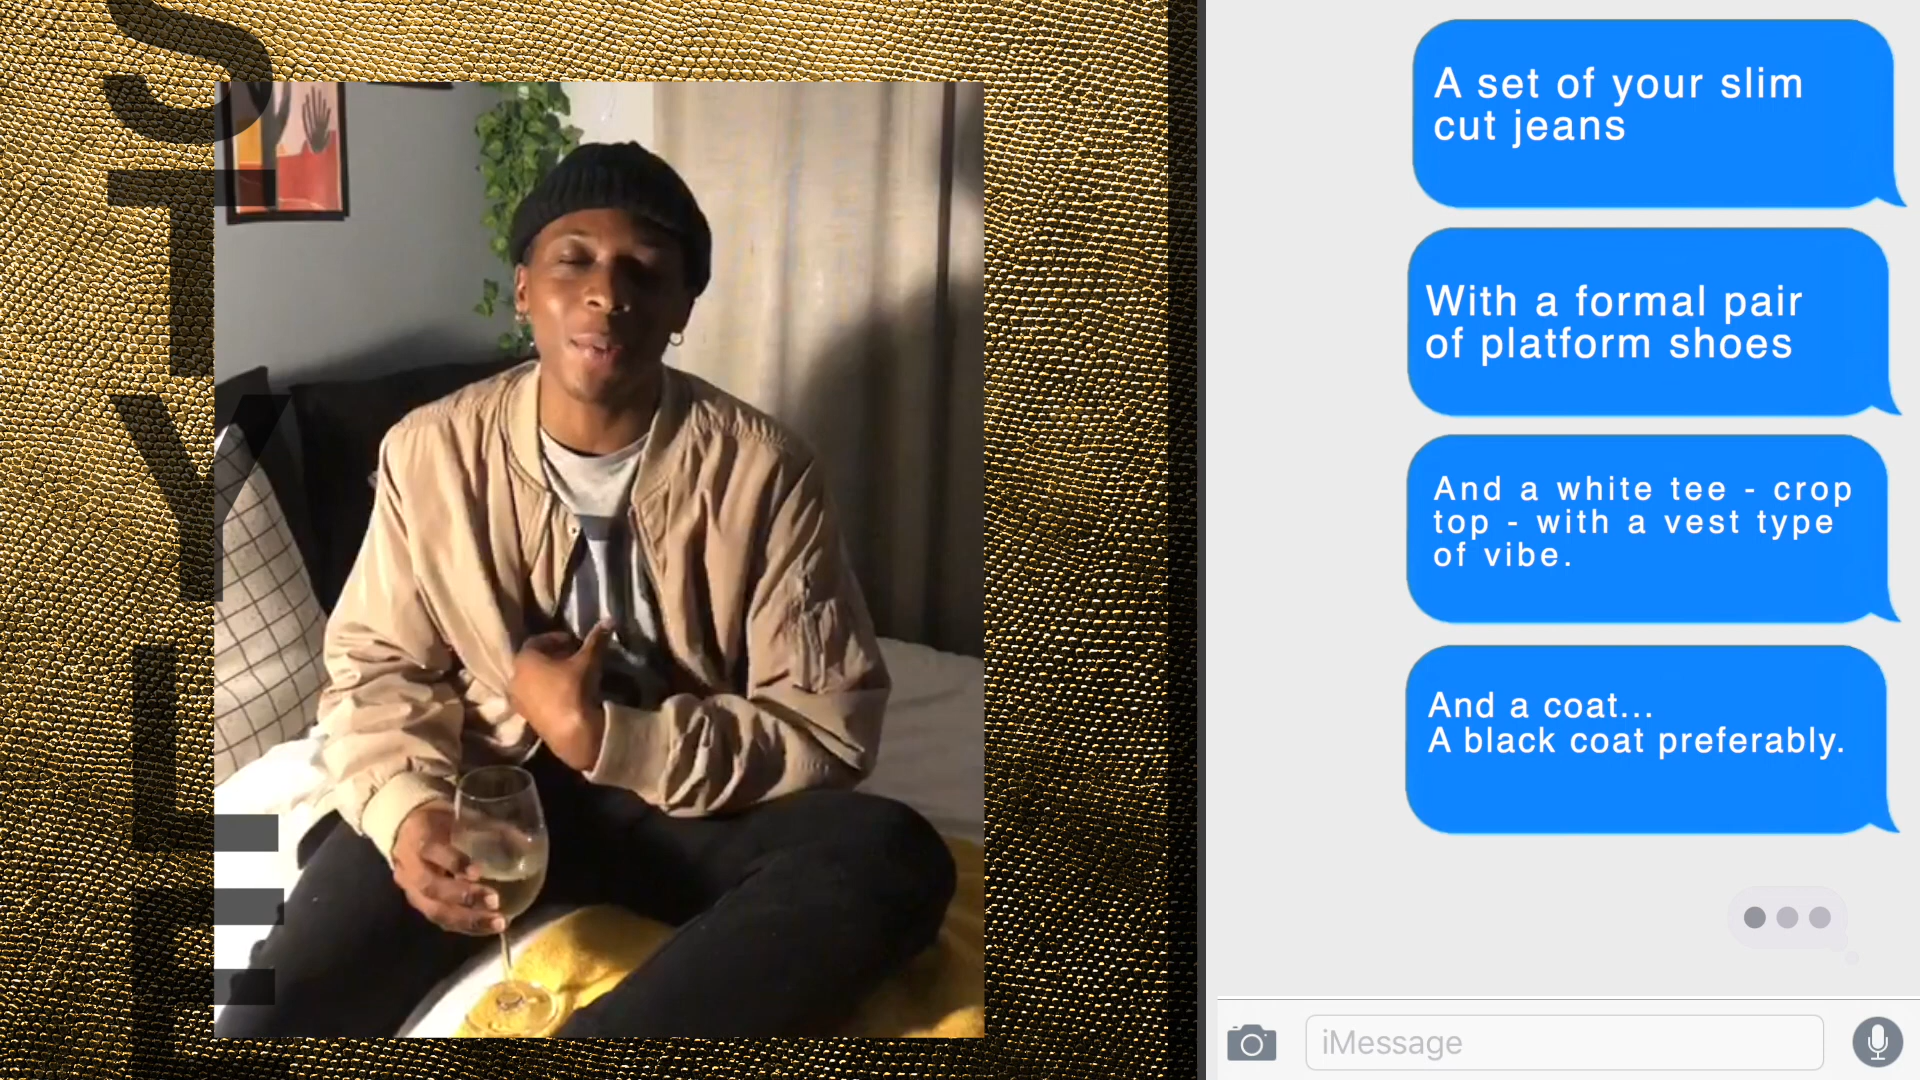 STYLE
A set of your slim
cut jeans
With a formal pair
of platform shoes
And a white tee - crop
top - with a vest type
of vibe.
And a coat...
A black coat preferably.
iMessage